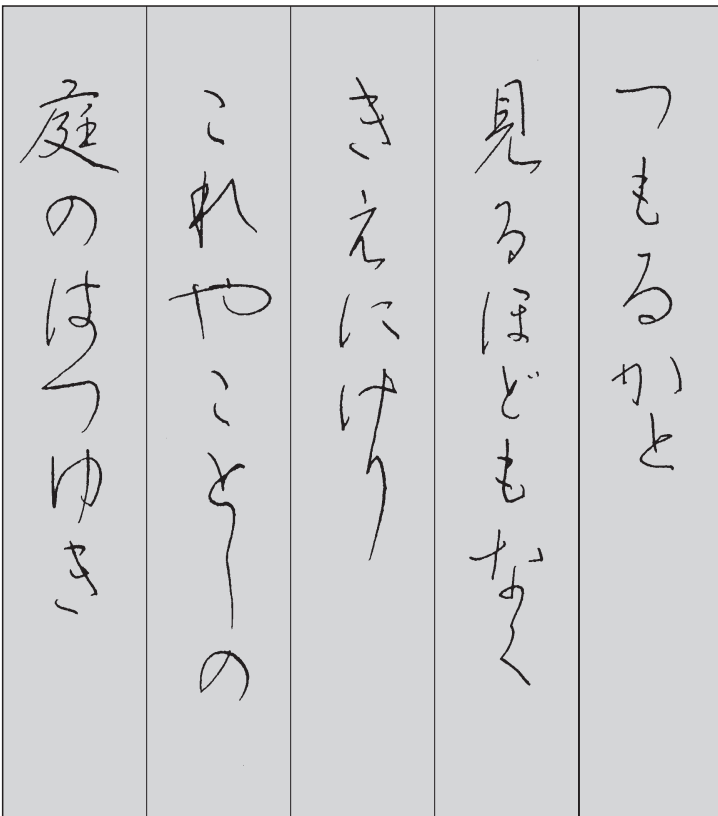 つもるかと
見るほどもなく
きえにけり
これやことしの
庭のはつゆき